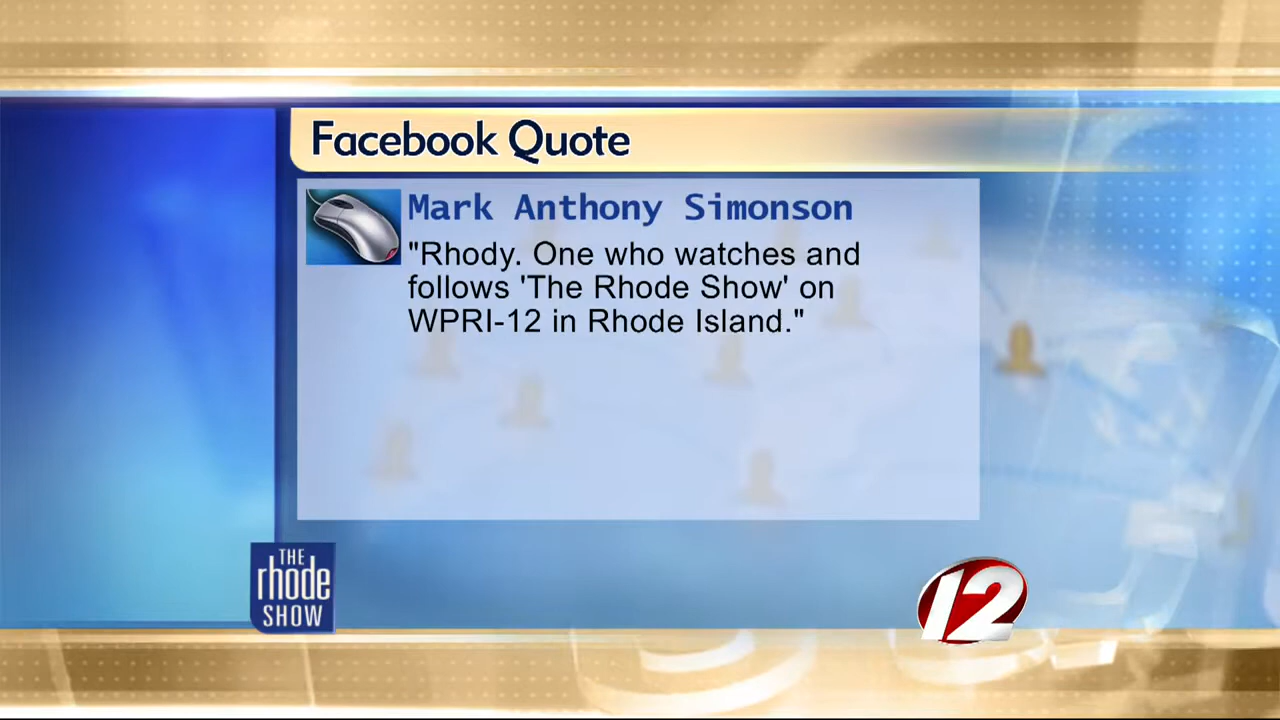 Facebook Quote
Mark Anthony Simonson
"Rhody. One who watches and
follows 'The Rhode Show' on
WPRI-12 in Rhode Island."
THE
rhode
SHOW
12